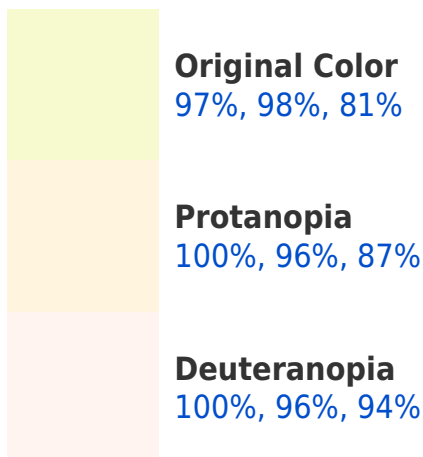 Original Color
97%, 98%, 81%
Protanopia
100%, 96%, 87%
Deuteranopia
100%, 96%, 94%